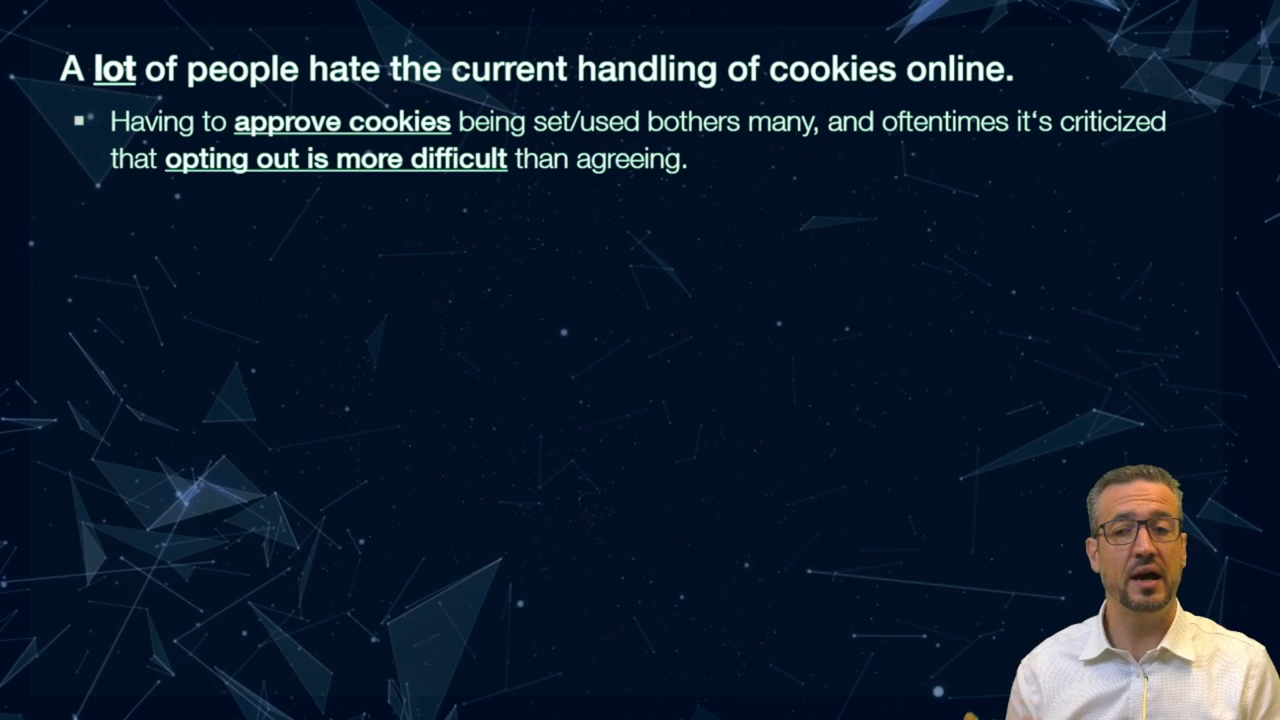 A lot of people hate the current handling of cookies online.
▪ Having to approve cookies being set/used bothers many, and oftentimes it‘s criticized
that opting out is more difficult than agreeing.